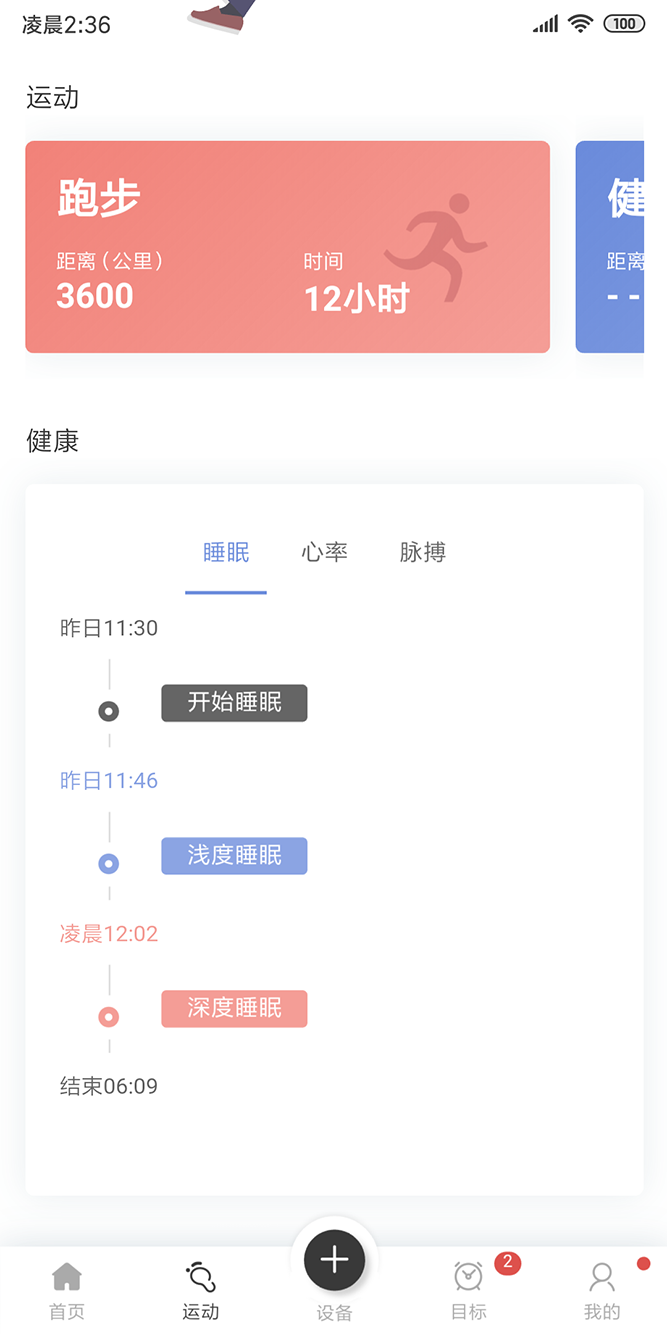 凌晨2:36
100
运动
跑步
距离（公里）
3600
时间
12小时
健
距离
- -
健康
睡眠
心率
脉搏
昨日11:30
开始睡眠
昨日11:46
浅度睡眠
凌晨12:02
深度睡眠
结束06:09
2
首页
运动
设备
目标
我的